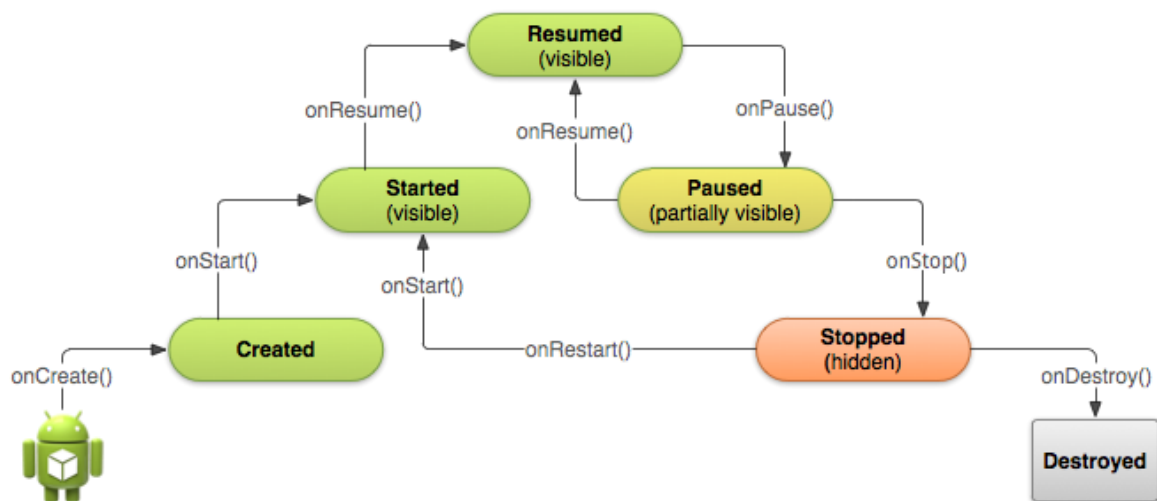 Resumed
(visible)
onResume()
onResume()
onPause()
Started
(visible)
Paused
(partially visible)
onStart()
onStart()
onStop()
Created
onRestart()
Stopped
(hidden)
onCreate()
onDestroy()
Destroyed